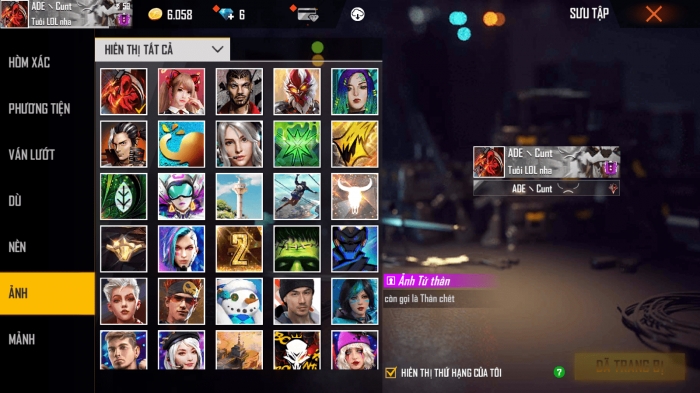 ADE \ Cunt
Tuổi LOL nha
6.058
6
SƯU TẬP
HÒM XÁC
PHƯƠNG TIỆN
VÁN LƯỚT
DÙ
NỀN
ẢNH
MẢNH
HIỂN THỊ TẤT CẢ
2
ADE \ Cunt
Tuổi LOL nha
ADE \ Cunt
Ảnh Tử thần
còn gọi là Thần chết
HIỂN THỊ THỨ HẠNG CỦA TÔI
?
ĐÃ TRANG BỊ